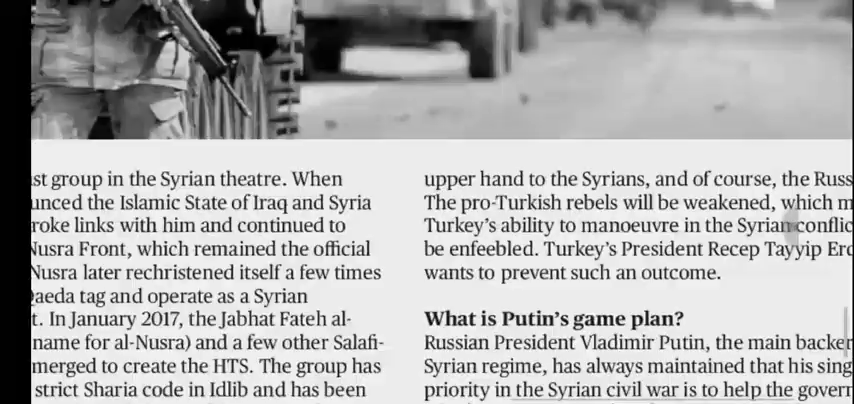 st group in the Syrian theatre. When
unced the Islamic State of Iraq and Syria
roke links with him and continued to
Nusra Front, which remained the official
Nusra later rechristened itself a few times
aeda tag and operate as a Syrian
t. In January 2017, the Jabhat Fateh al-
name for al-Nusra) and a few other Salafi-
merged to create the HTS. The group has
strict Sharia code in Idlib and has been
upper hand to the Syrians, and of course, the Russ
The pro-Turkish rebels will be weakened, which m
Turkey's ability to manoeuvre in the Syrian conflic
be enfeebled. Turkey's President Recep Tayyip Erd
wants to prevent such an outcome.
What is Putin's game plan?
Russian President Vladimir Putin, the main backer
Syrian regime, has always maintained that his sing
priority in the Syrian civil war is to help the govern